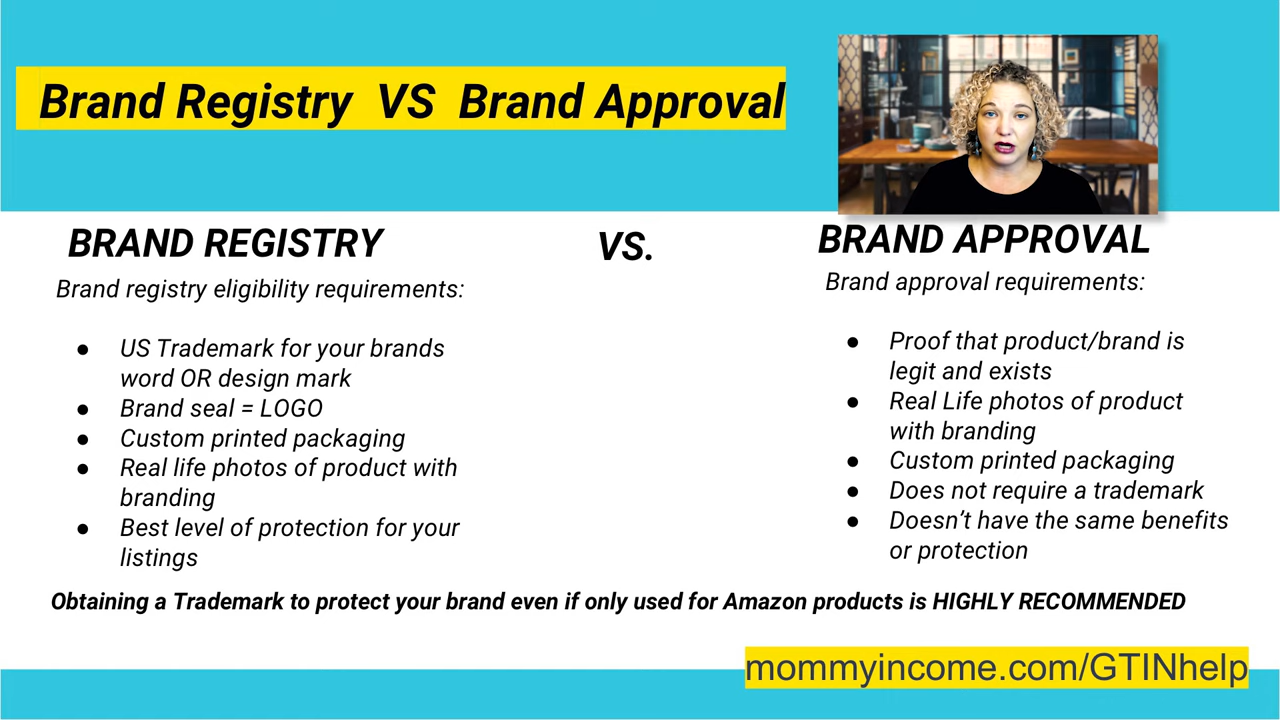 Brand Registry VS Brand Approval
BRAND REGISTRY
VS.
BRAND APPROVAL
Brand registry eligibility requirements:
● US Trademark for your brands
word OR design mark
● Brand seal = LOGO
● Custom printed packaging
● Real life photos of product with
branding
● Best level of protection for your
listings
Brand approval requirements:
● Proof that product/brand is
legit and exists
● Real Life photos of product
with branding
● Custom printed packaging
● Does not require a trademark
● Doesn’t have the same benefits
or protection
Obtaining a Trademark to protect your brand even if only used for Amazon products is HIGHLY RECOMMENDED
mommyincome.com/GTINhelp